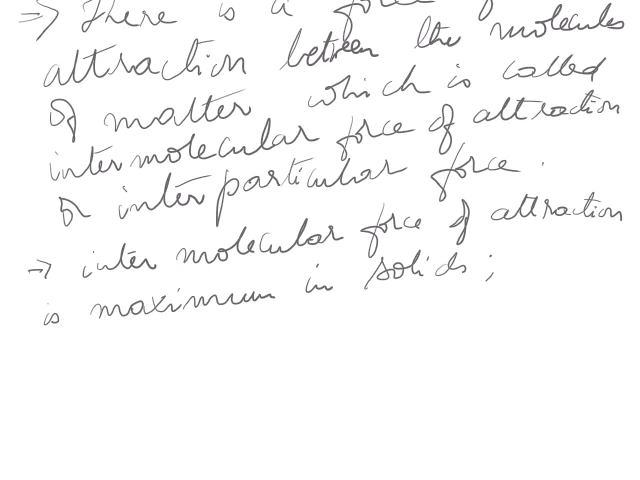 => There is a force of
attraction between the molecules
of matter which is called
intermolecular force of attraction
or interparticular force.
-> inter molecular force of attraction
is maximum in solids;